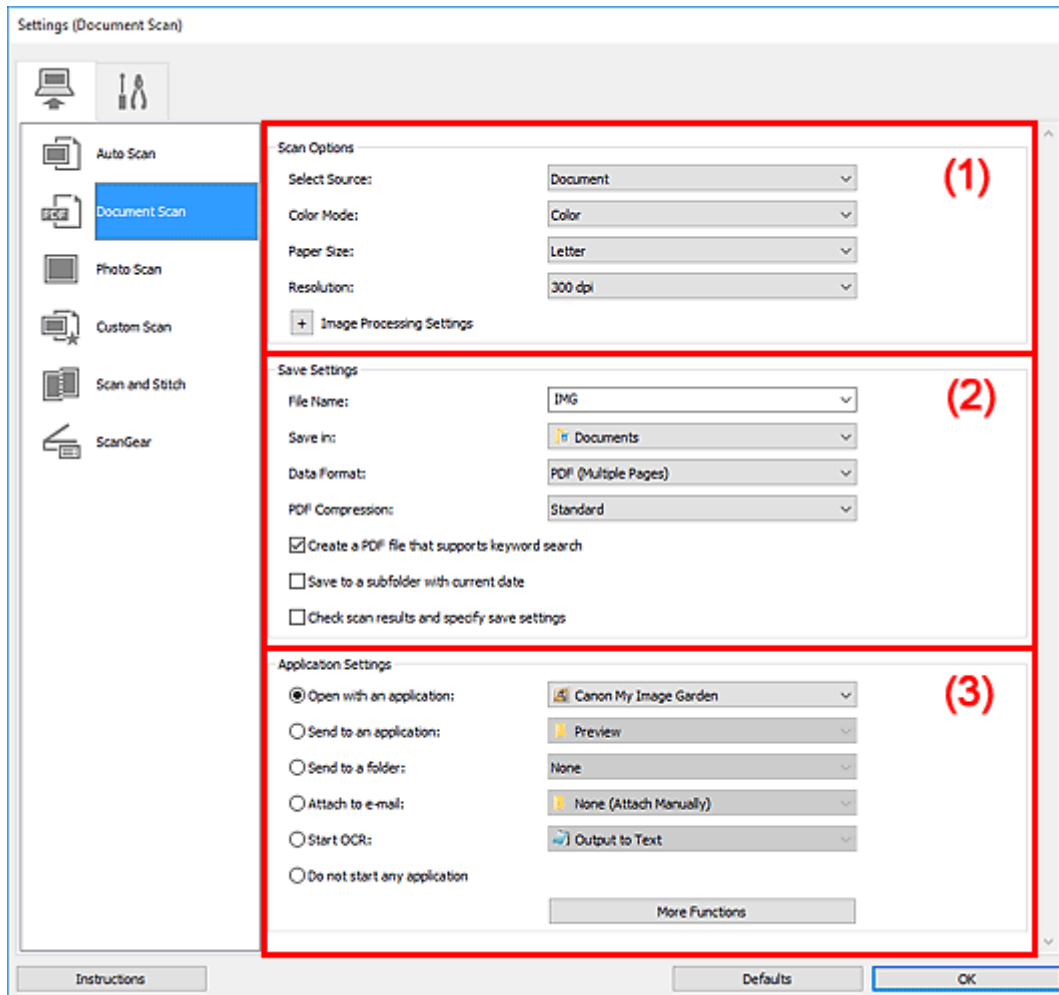 Settings (Document Scan)
Auto Scan
Document Scan
Photo Scan
Custom Scan
Scan and Stitch
ScanGear
Scan Options
(1)
Select Source: Document
Color Mode: Color
Paper Size: Letter
Resolution: 300 dpi
+ Image Processing Settings
Save Settings
(2)
File Name: IMG
Save in: Documents
Data Format: PDF (Multiple Pages)
PDF Compression: Standard
Create a PDF file that supports keyword search
Save to a subfolder with current date
Check scan results and specify save settings
Application Settings
(3)
Open with an application: Canon My Image Garden
Send to an application: Preview
Send to a folder: None
Attach to e-mail: None (Attach Manually)
Start OCR: Output to Text
Do not start any application
More Functions
Instructions Defaults OK